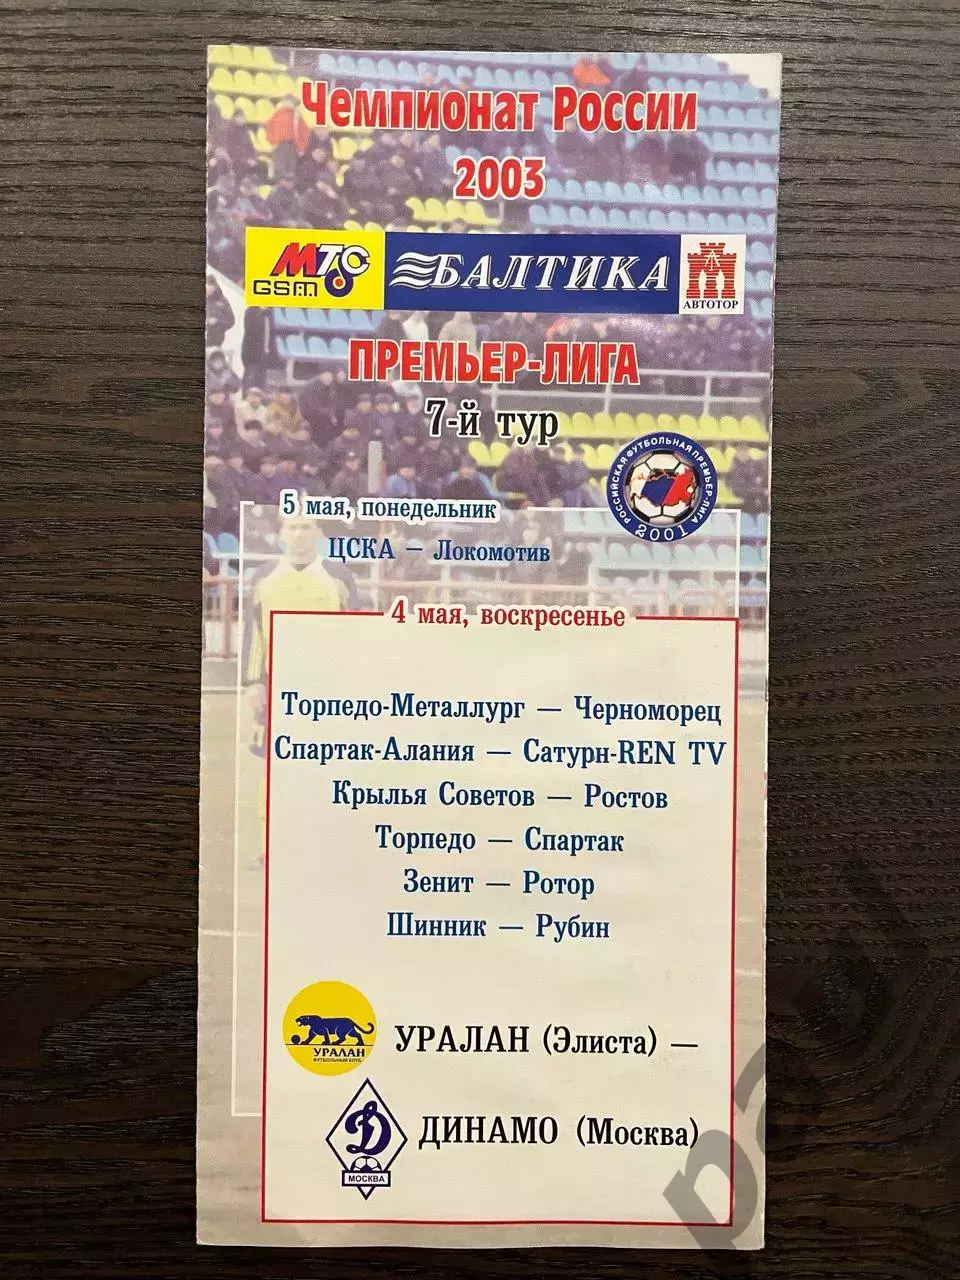 Чемпионат России
2003
МТС
GSM
БАЛТИКА
АВТОТОР
ПРЕМЬЕР-ЛИГА
7-й тур
РОССИЙСКАЯ ФУТБОЛЬНАЯ ПРЕМЬЕР-ЛИГА
2001
5 мая, понедельник
ЦСКА — Локомотив
4 мая, воскресенье
Торпедо-Металлург — Черноморец
Спартак-Алания — Сатурн-REN TV
Крылья Советов — Ростов
Торпедо — Спартак
Зенит — Ротор
Шинник — Рубин
УРАЛАН
ФУТБОЛЬНЫЙ КЛУБ
УРАЛАН (Элиста) —
Д
МОСКВА
ДИНАМО (Москва)